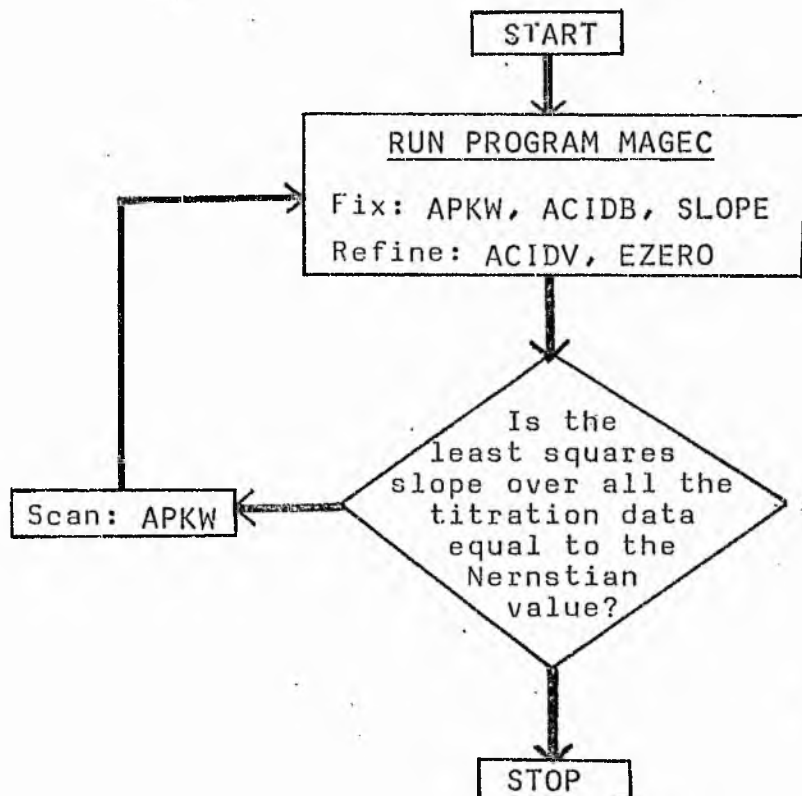 START
RUN PROGRAM MAGEC
Fix: APKW, ACIDB, SLOPE
Refine: ACIDV, EZERO
Is the
least squares
slope over all the
titration data
equal to the
Nernstian
value?
Scan: APKW
STOP